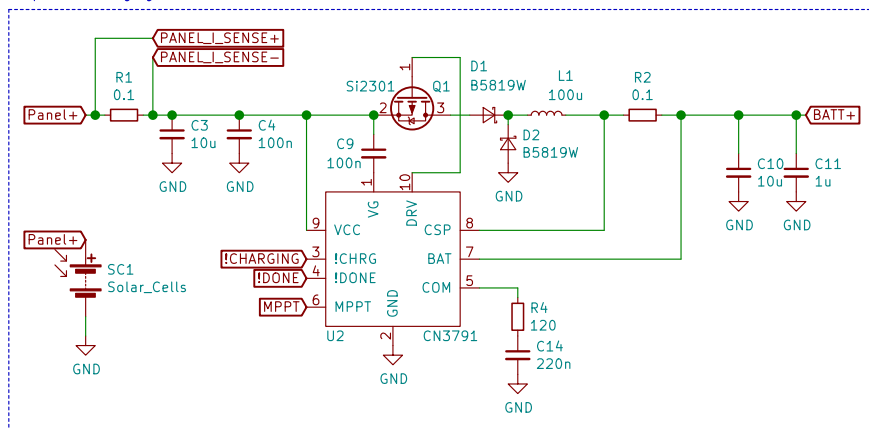 PANEL_I_SENSE+
PANEL_I_SENSE-
R1
0.1
Panel+
C3
10u
GND
C4
100n
GND
Si2301
Q1
1
2
3
D1
B5819W
L1
100u
R2
0.1
BATT+
D2
B5819W
GND
C9
100n
C10
10u
GND
C11
1u
GND
1
VG
10
DRV
9
VCC
CSP
8
!CHARGING
3
!CHRG
BAT
7
!DONE
4
!DONE
COM
5
MPPT
6
MPPT
GND
2
U2
CN3791
GND
R4
120
C14
220n
GND
Panel+
SC1
Solar_Cells
GND